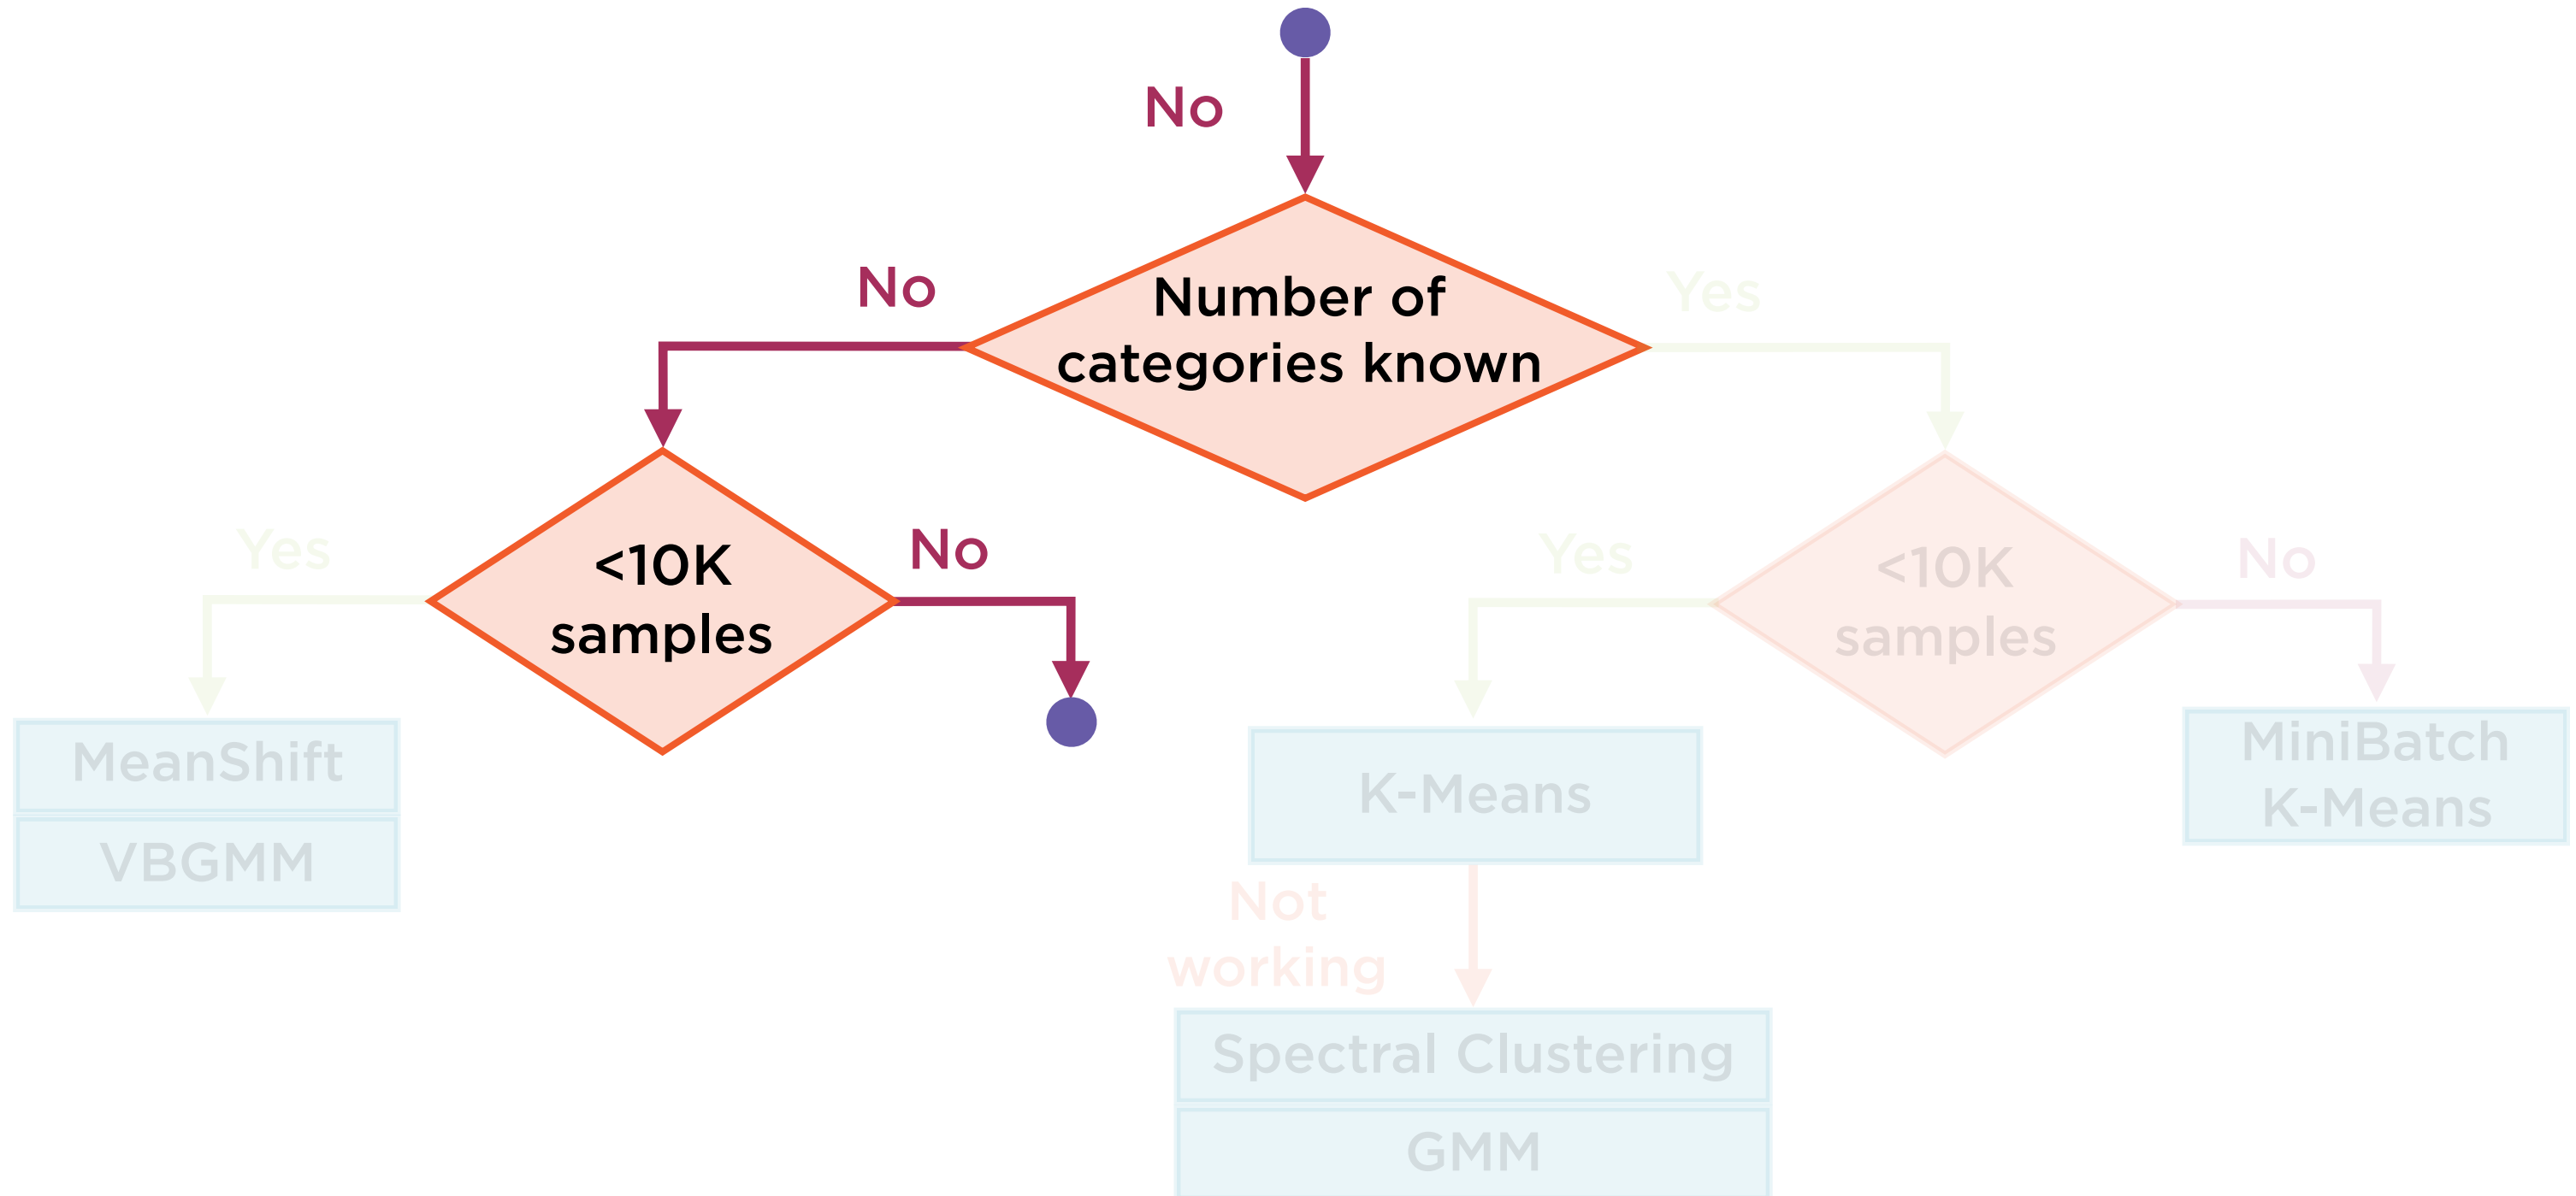 No
No
Number of
categories known
Yes
Yes
<10K
samples
No
Yes
<10K
samples
No
MeanShift
VBGMM
K-Means
MiniBatch
K-Means
Not
working
Spectral Clustering
GMM